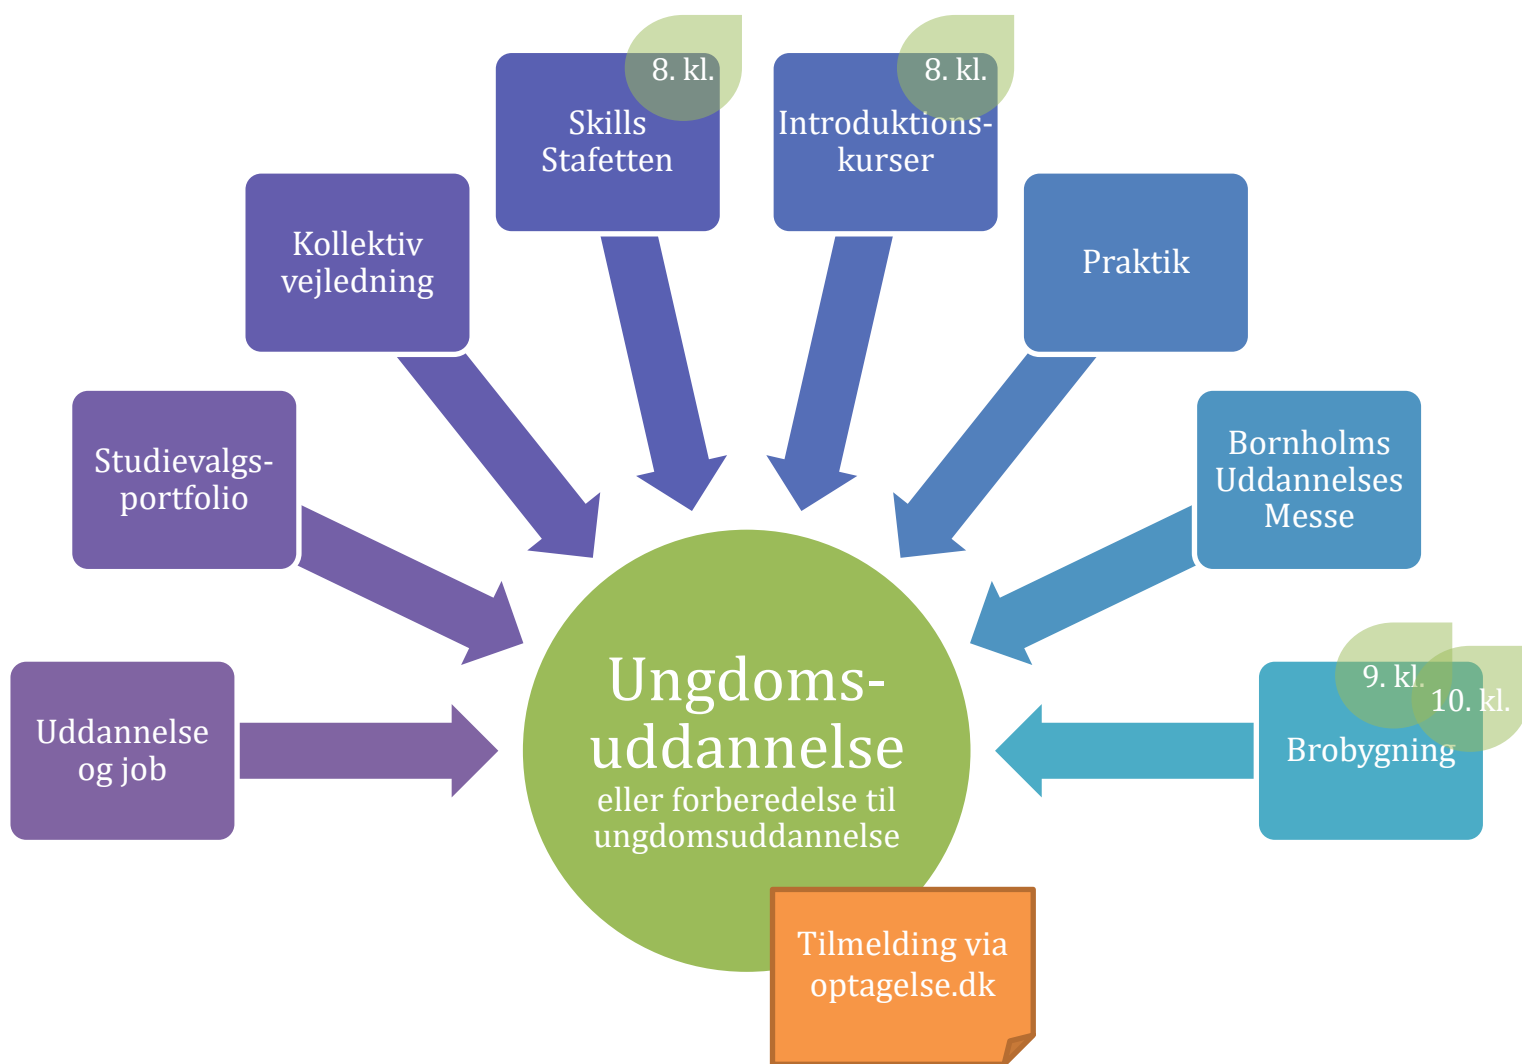 8. kl.
Skills
Stafetten
8. kl.
Introduktions-
kurser
Kollektiv
vejledning
Praktik
Studievalgs-
portfolio
Bornholms
Uddannelses
Messe
Uddannelse
og job
9. kl.
10. kl.
Brobygning
Ungdoms-
uddannelse
eller forberedelse til
ungdomsuddannelse
Tilmelding via
optagelse.dk